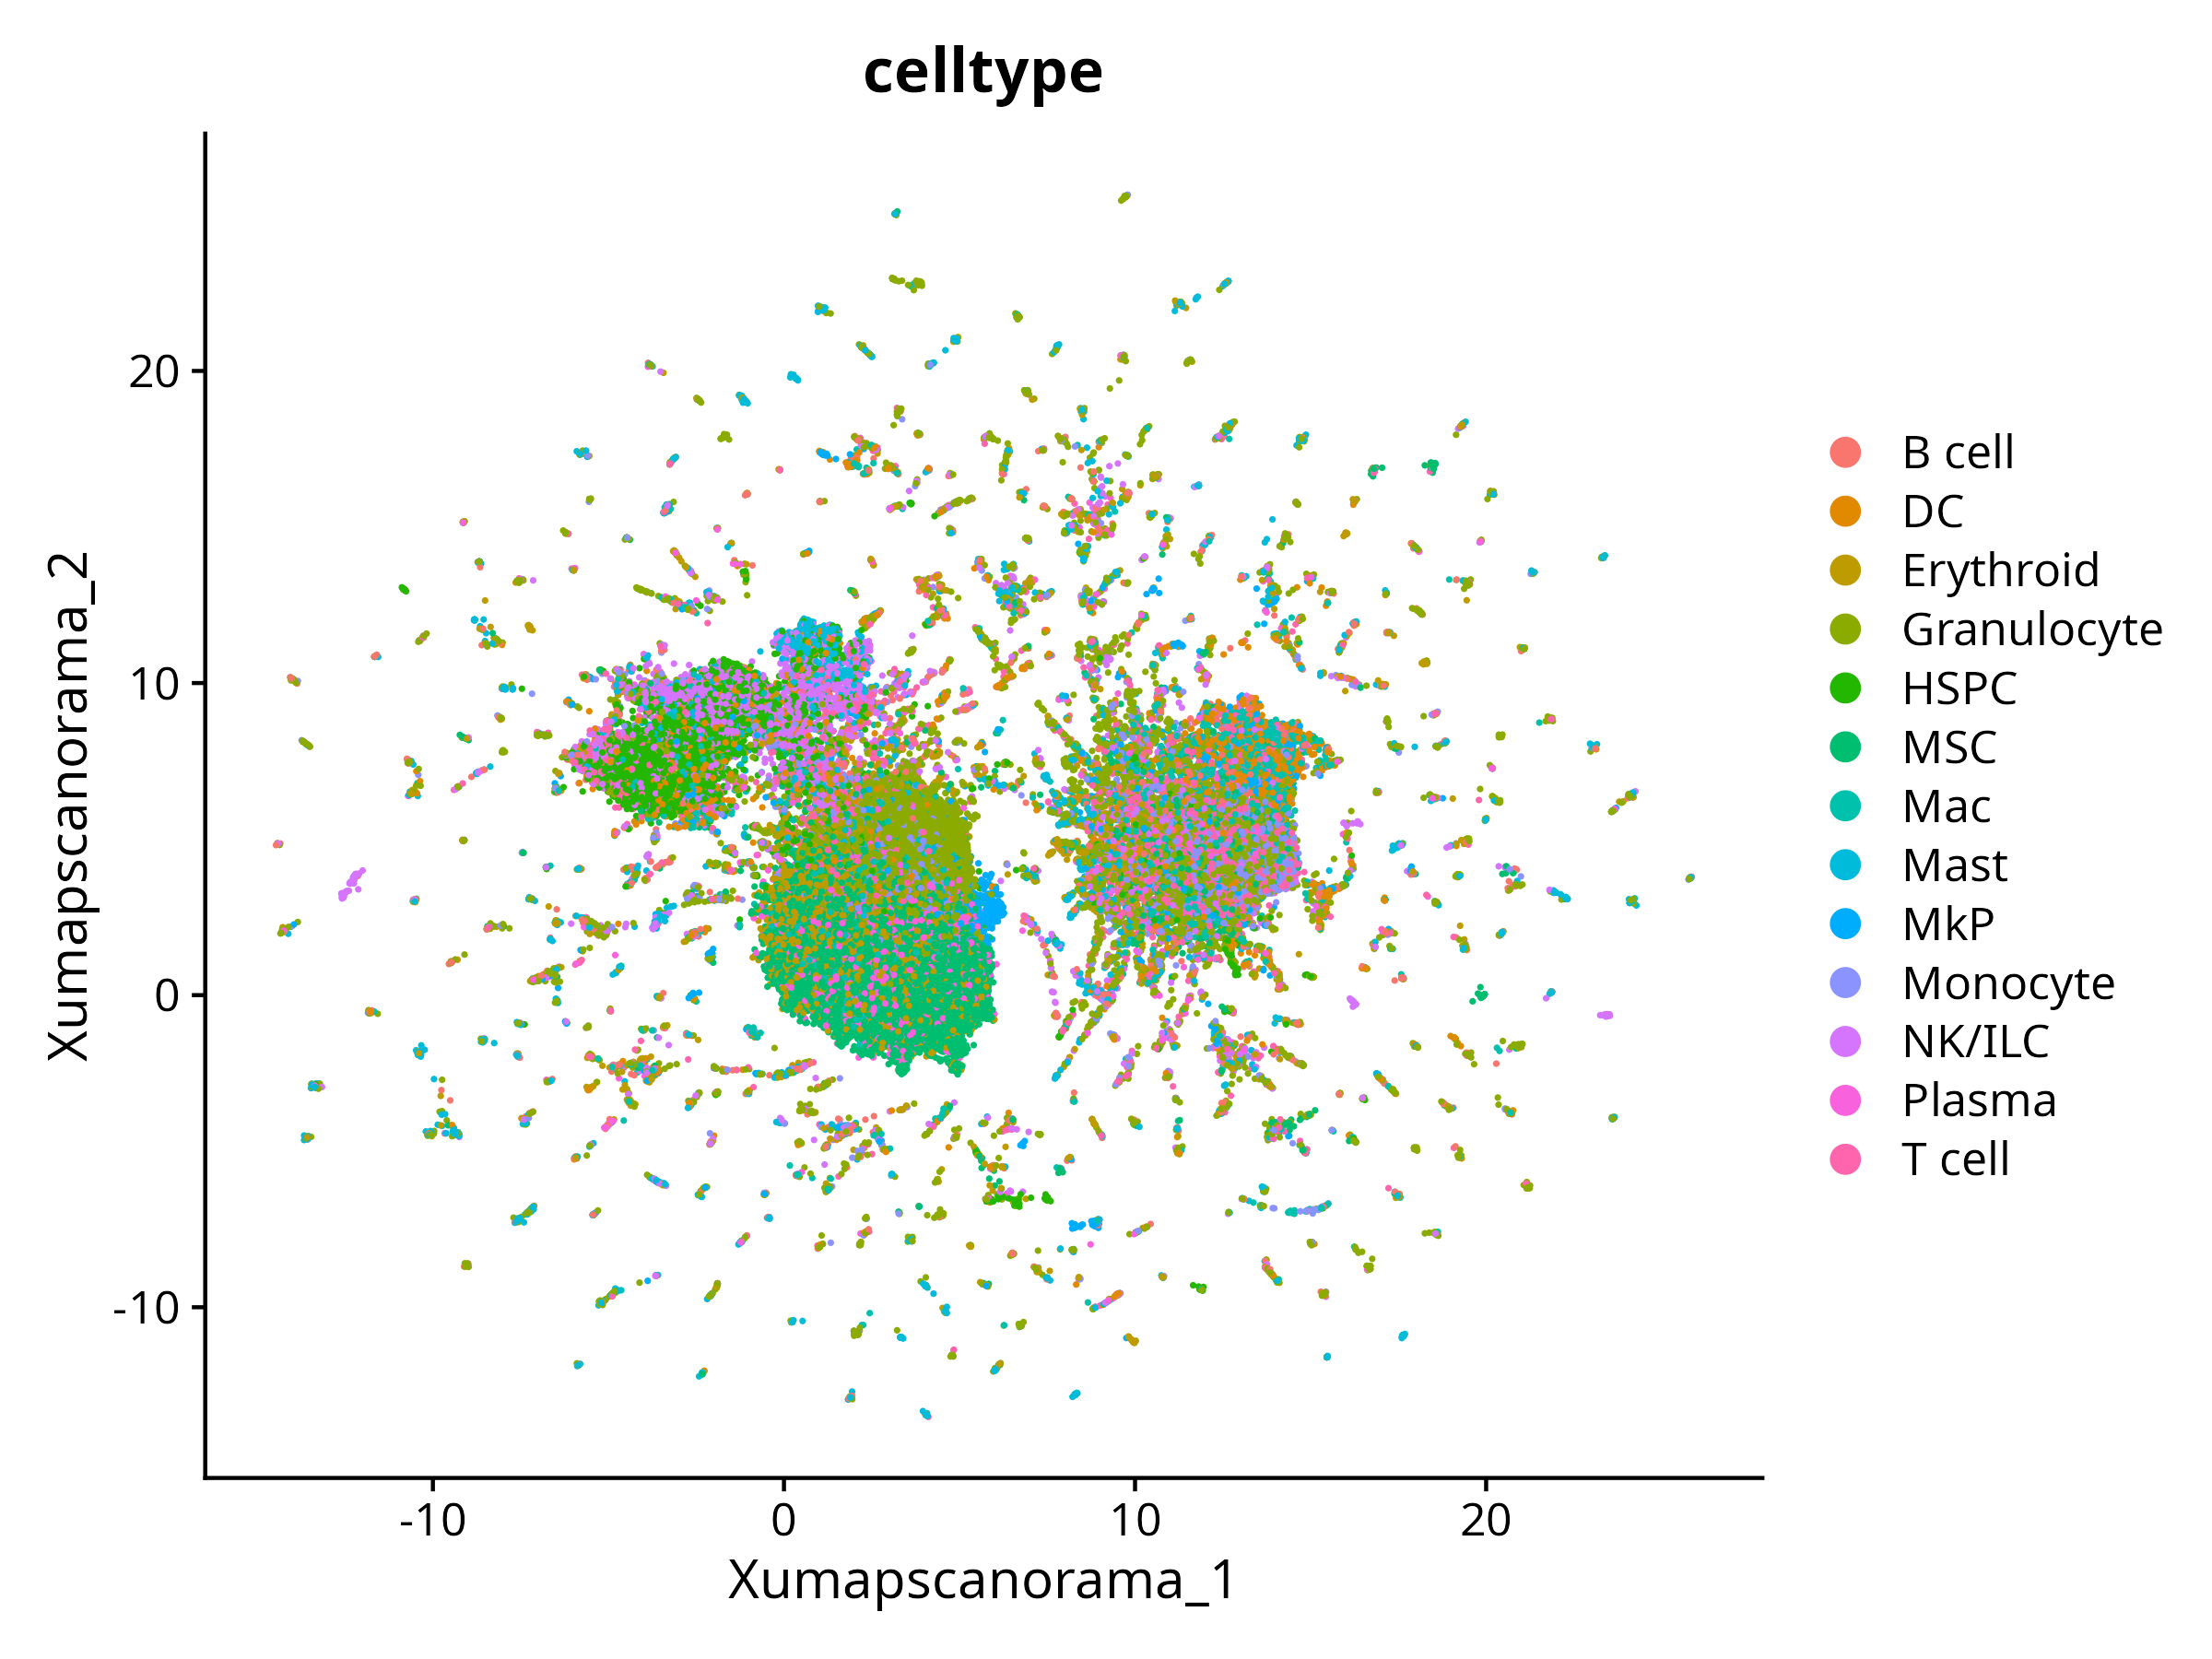 celltype
Xumapscanorama_2
20
10
0
-10
-10
0
10
20
Xumapscanorama_1
B cell
DC
Erythroid
Granulocyte
HSPC
MSC
Mac
Mast
MkP
Monocyte
NK/ILC
Plasma
T cell